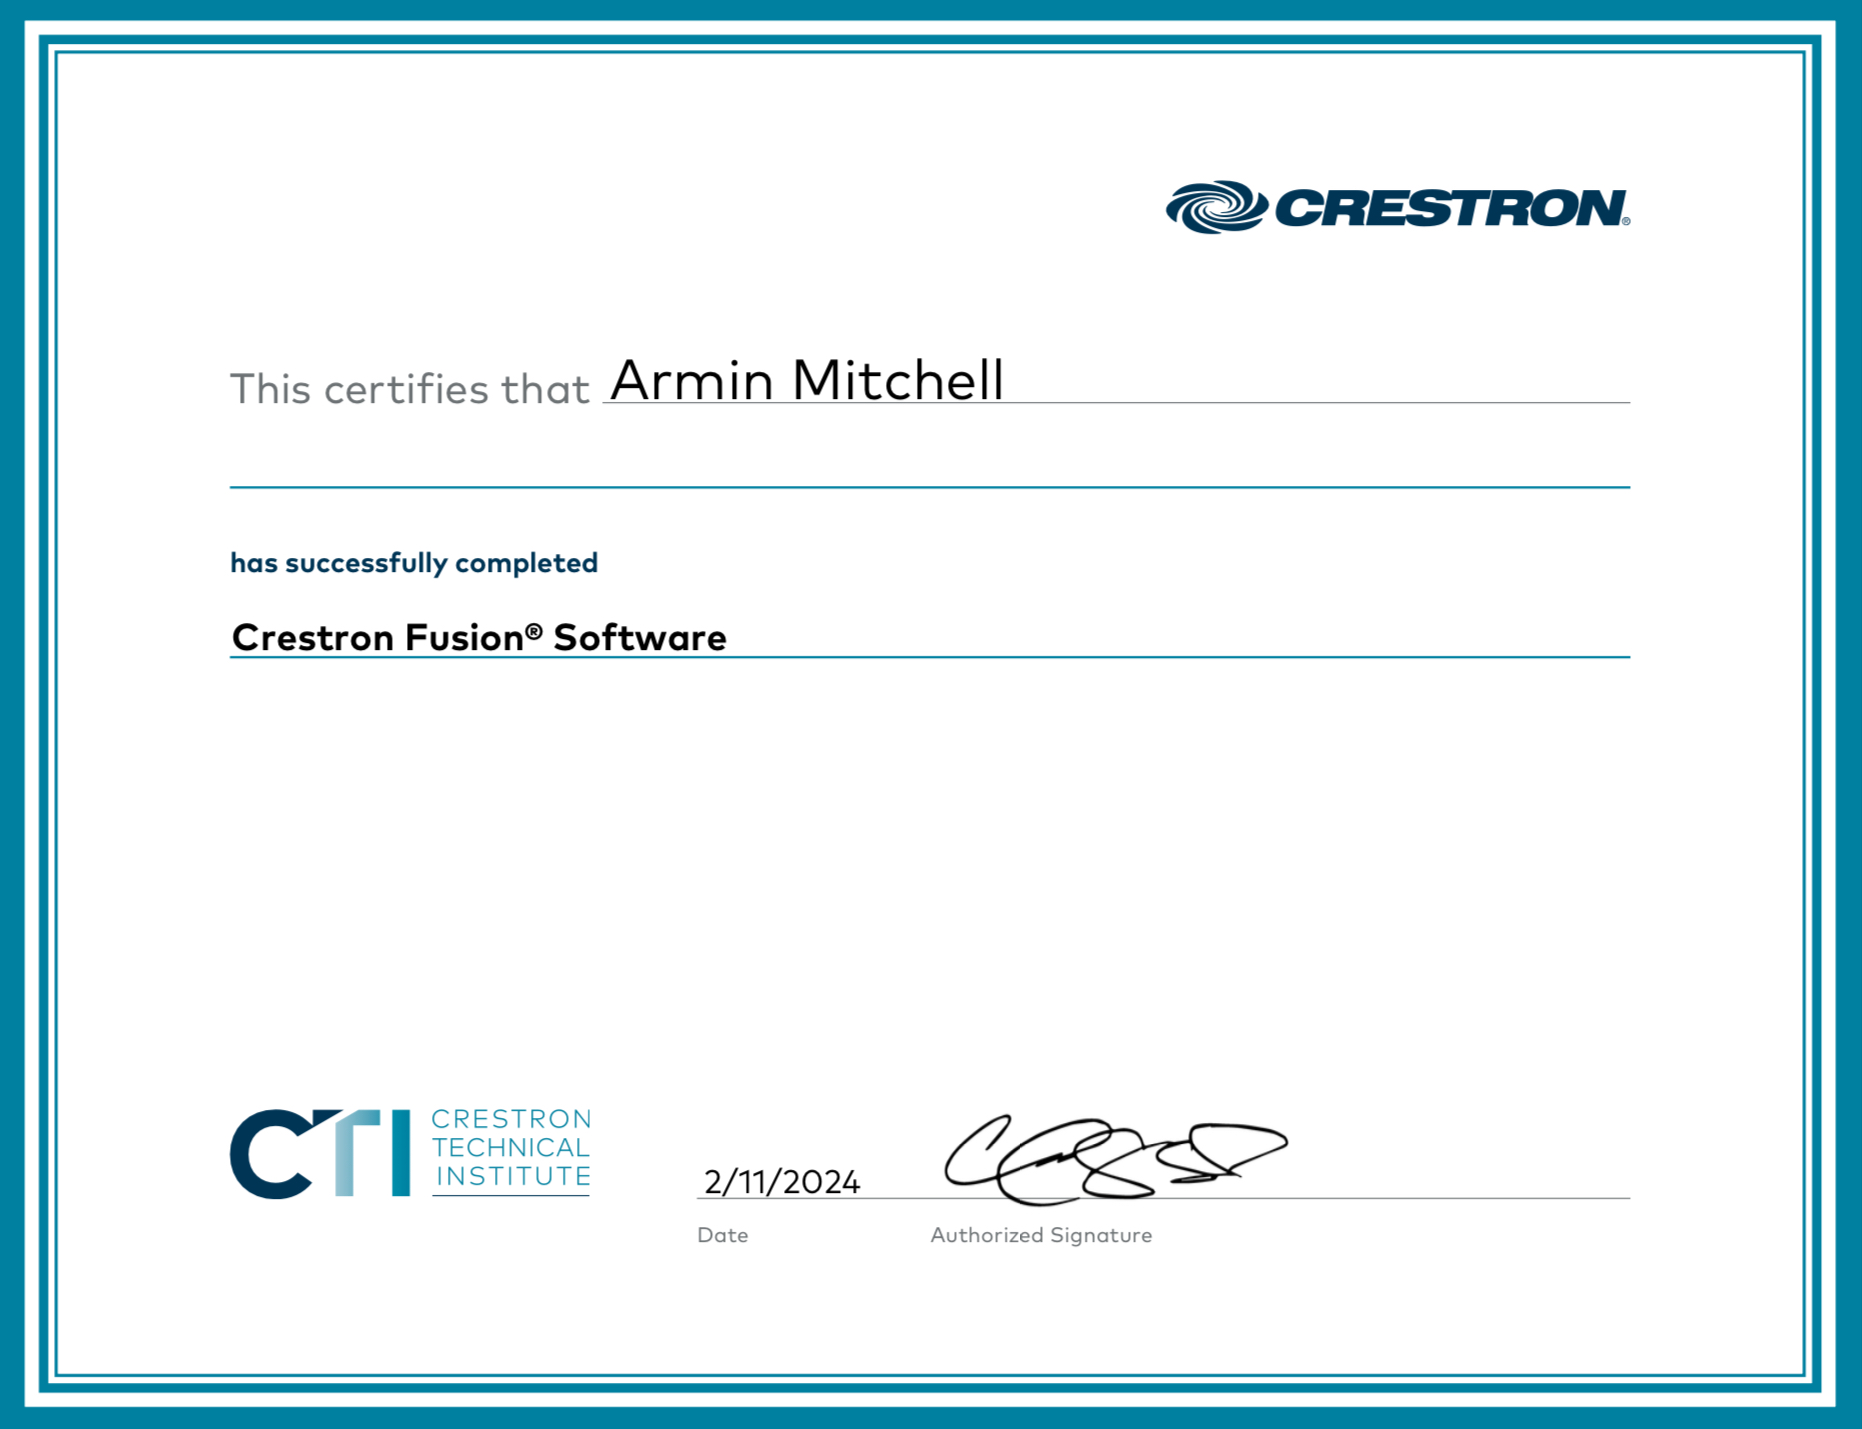 CRESTRON®
This certifies that Armin Mitchell
has successfully completed
Crestron Fusion® Software
CTI CRESTRON
TECHNICAL
INSTITUTE
2/11/2024
Date Authorized Signature